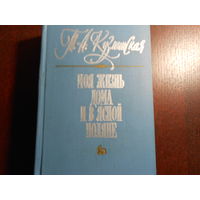 Т. А. Кузминская
МОЯ ЖИЗНЬ
ДОМА
И В ЯСНОЙ
ПОЛЯНЕ